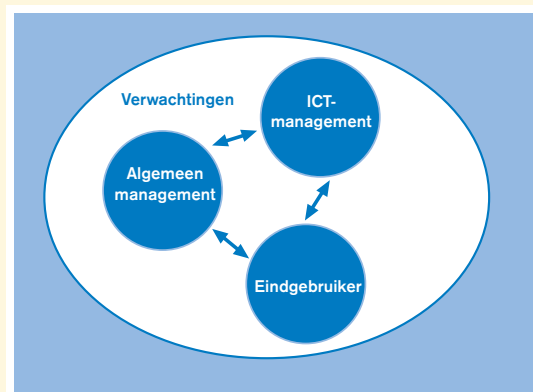 Verwachtingen
ICT-
management
Algemeen
management
Eindgebruiker